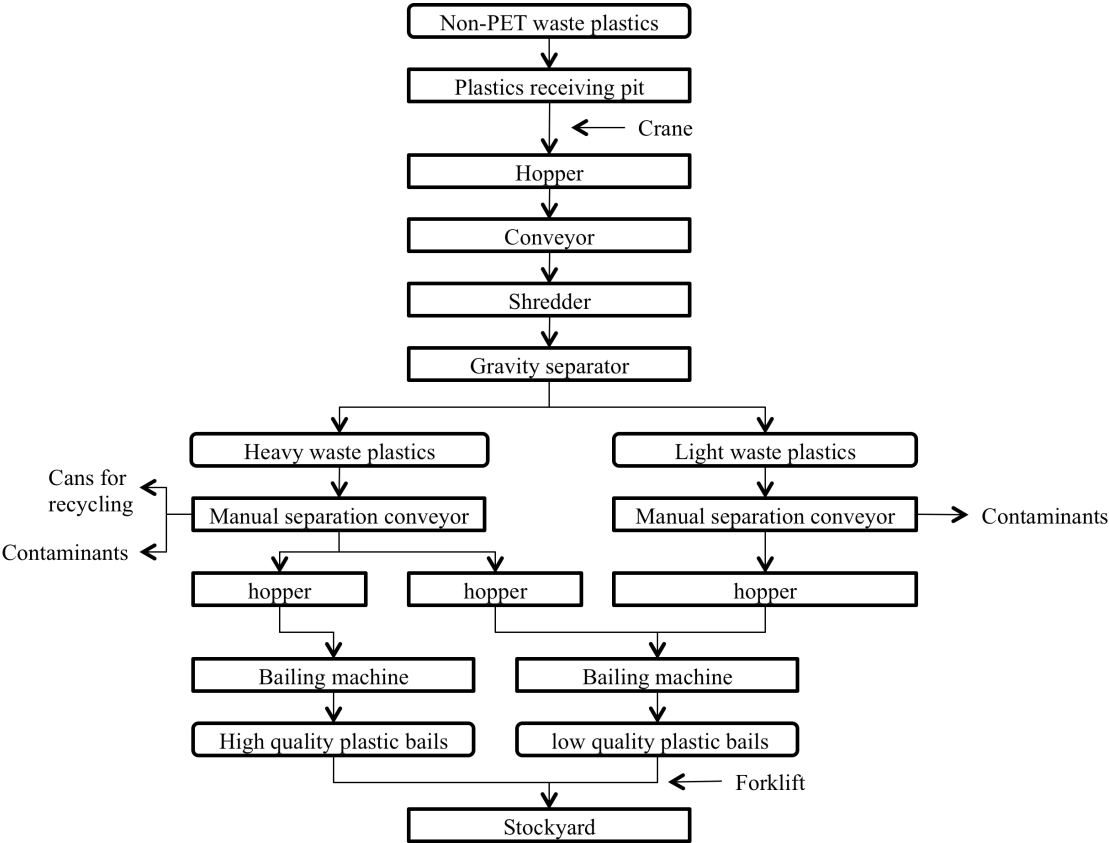 Non-PET waste plastics
Plastics receiving pit
Crane
Hopper
Conveyor
Shredder
Gravity separator
Heavy waste plastics
Light waste plastics
Cans for
recycling
Manual separation conveyor
Manual separation conveyor
Contaminants
Contaminants
hopper
hopper
hopper
Bailing machine
Bailing machine
High quality plastic bails
low quality plastic bails
Forklift
Stockyard